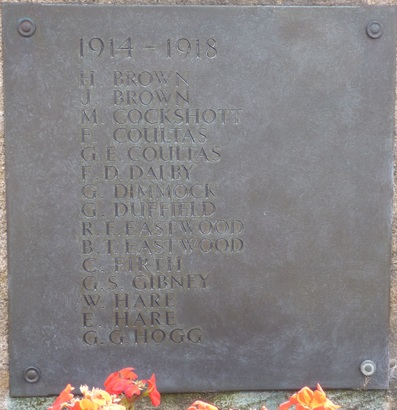 1914 - 1918
H. BROWN
J. BROWN
M. COCKSHOTT
E. COULTAS
G. E. COULTAS
F. D. DALBY
G. DIMMOCK
G. DUFFIELD
R. F. EASTWOOD
B. T. EASTWOOD
C. FIRTH
G. S. GIBNEY
W. HARE
E. HARE
G. G HOGG